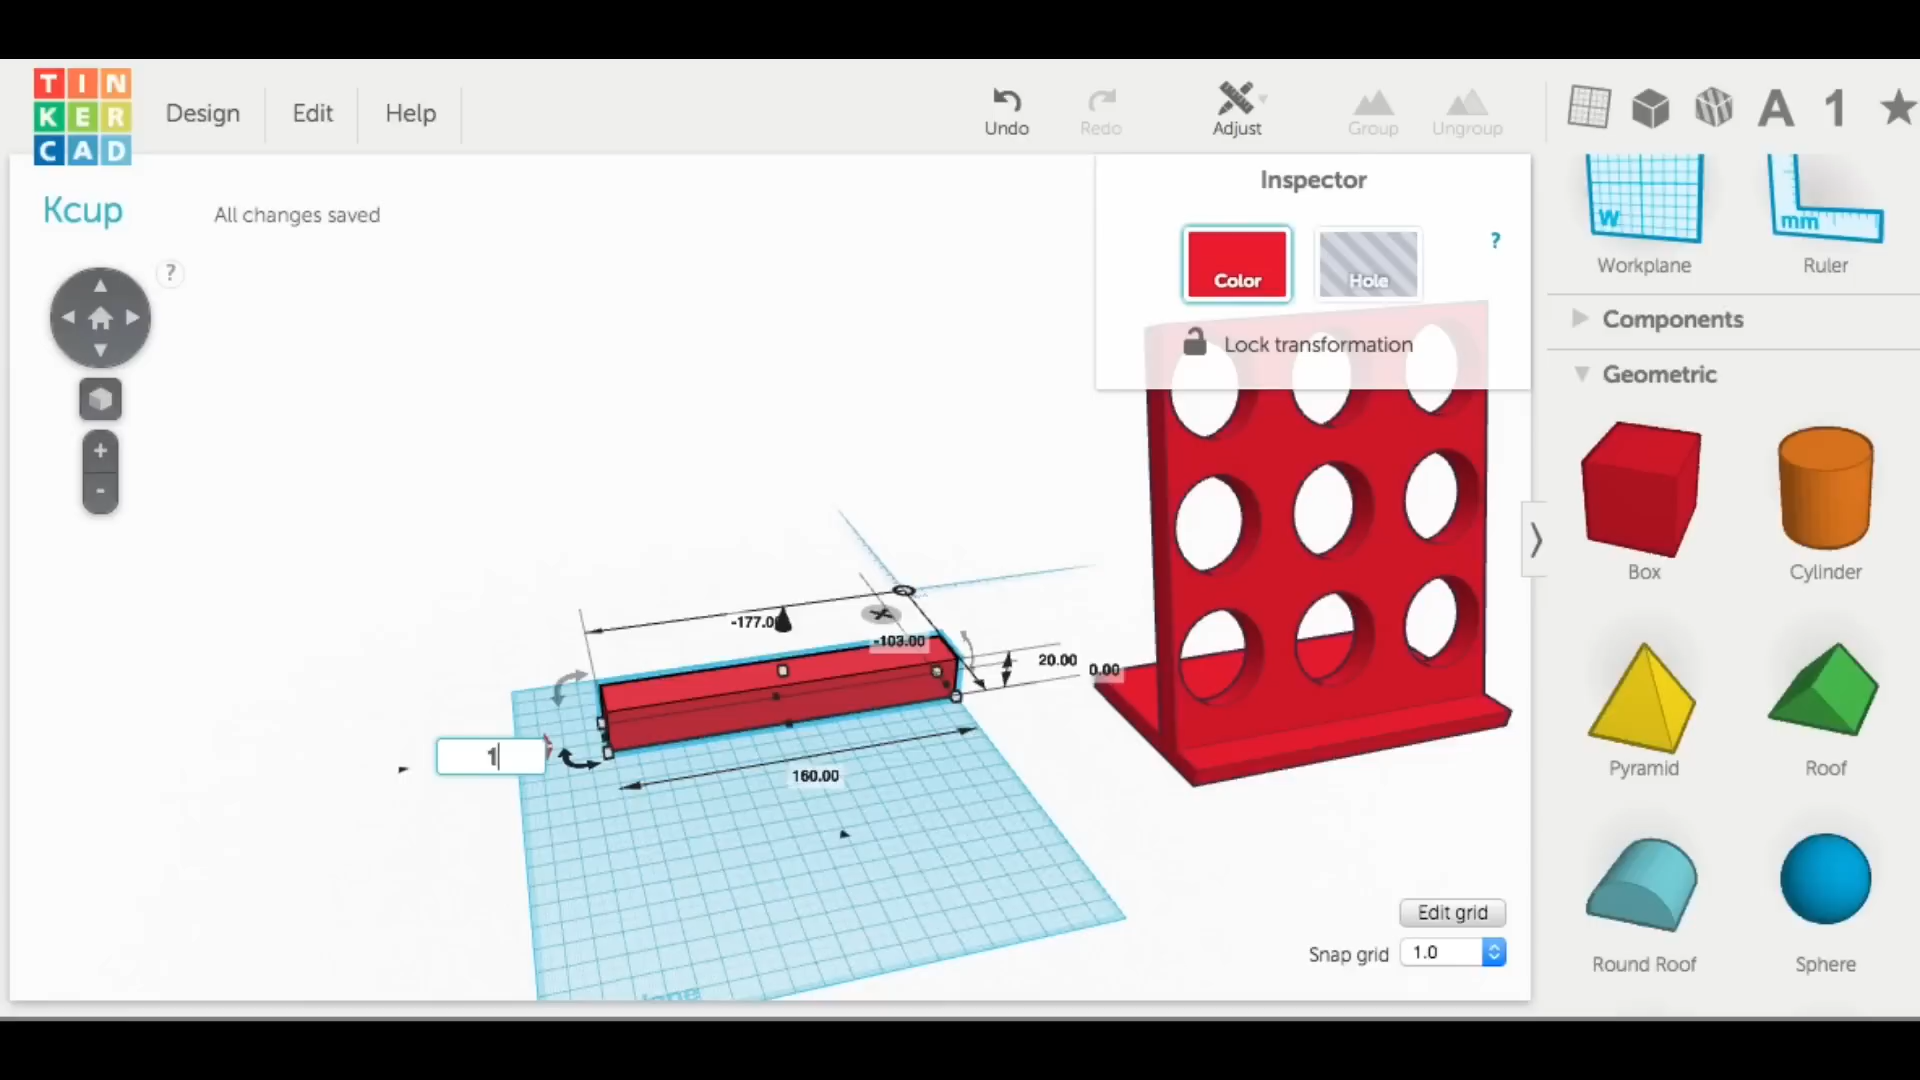 TIN
KER
CAD
Design
Edit
Help
Undo
Redo
Adjust
Group
Ungroup
A
1
Kcup
All changes saved
?
Inspector
Color
Hole
?
Lock transformation
W
mm
Workplane
Ruler
Components
Geometric
Box
Cylinder
Pyramid
Roof
Round Roof
Sphere
+
-
-177.0
-103.00
20.00
0.00
1
160.00
Edit grid
Snap grid
1.0